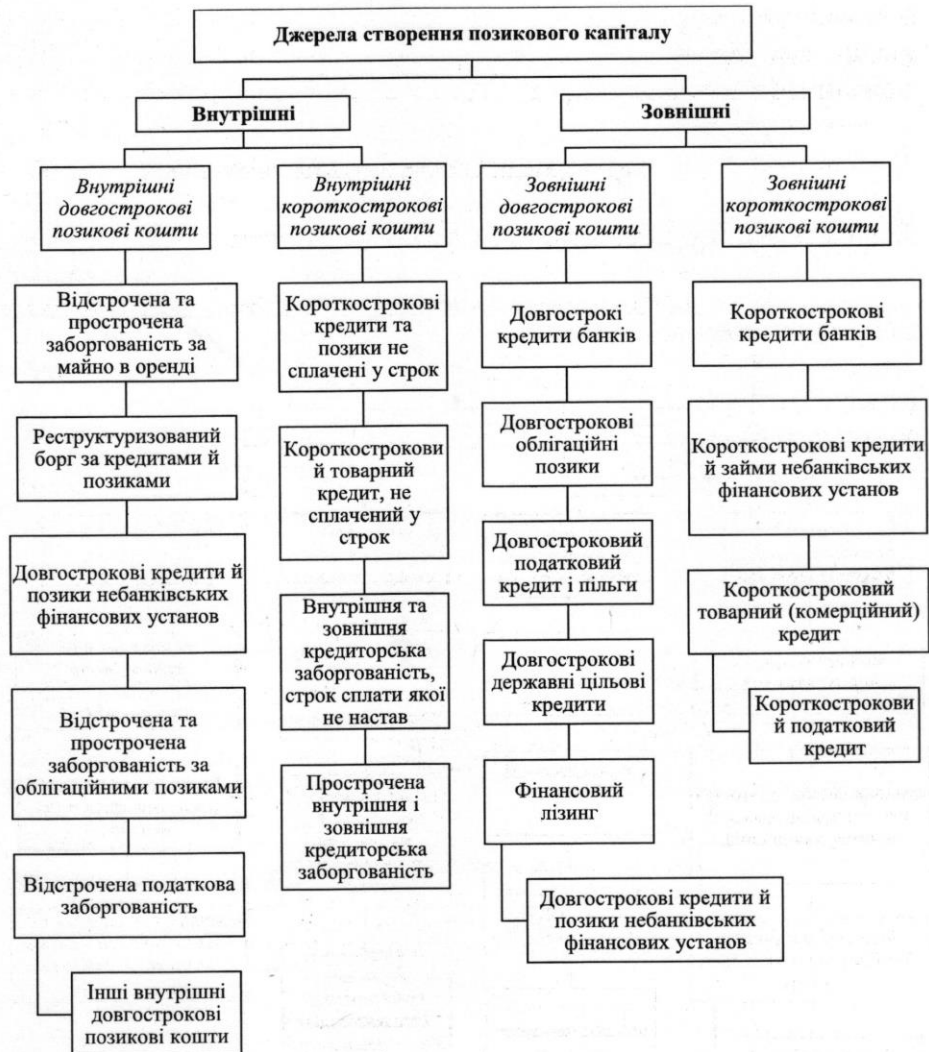 Джерела створення позикового капіталу
Внутрішні
Зовнішні
Внутрішні
довгострокові
позикові кошти
Внутрішні
короткострокові
позикові кошти
Зовнішні
довгострокові
позикові кошти
Зовнішні
короткострокові
позикові кошти
Відстрочена та
прострочена
заборгованість за
майно в оренді
Реструктуризований
борг за кредитами й
позиками
Довгострокові кредити й
позики небанківських
фінансових установ
Відстрочена та
прострочена
заборгованість за
облігаційними позиками
Відстрочена податкова
заборгованість
Інші внутрішні
довгострокові
позикові кошти
Короткострокові
кредити та
позики не
сплачені у строк
Короткострокови
й товарний
кредит, не
сплачений у
строк
Внутрішня та
зовнішня
кредиторська
заборгованість,
строк сплати якої
не настав
Прострочена
внутрішня і
зовнішня
кредиторська
заборгованість
Довгострокі
кредити банків
Довгострокові
облігаційні
позики
Довгостроковий
податковий
кредит і пільги
Довгострокові
державні цільові
кредити
Фінансовий
лізинг
Довгострокові кредити й
позики небанківських
фінансових установ
Короткострокові
кредити банків
Короткострокові кредити
й займи небанківських
фінансових установ
Короткостроковий
товарний (комерційний)
кредит
Короткострокови
й податковий
кредит